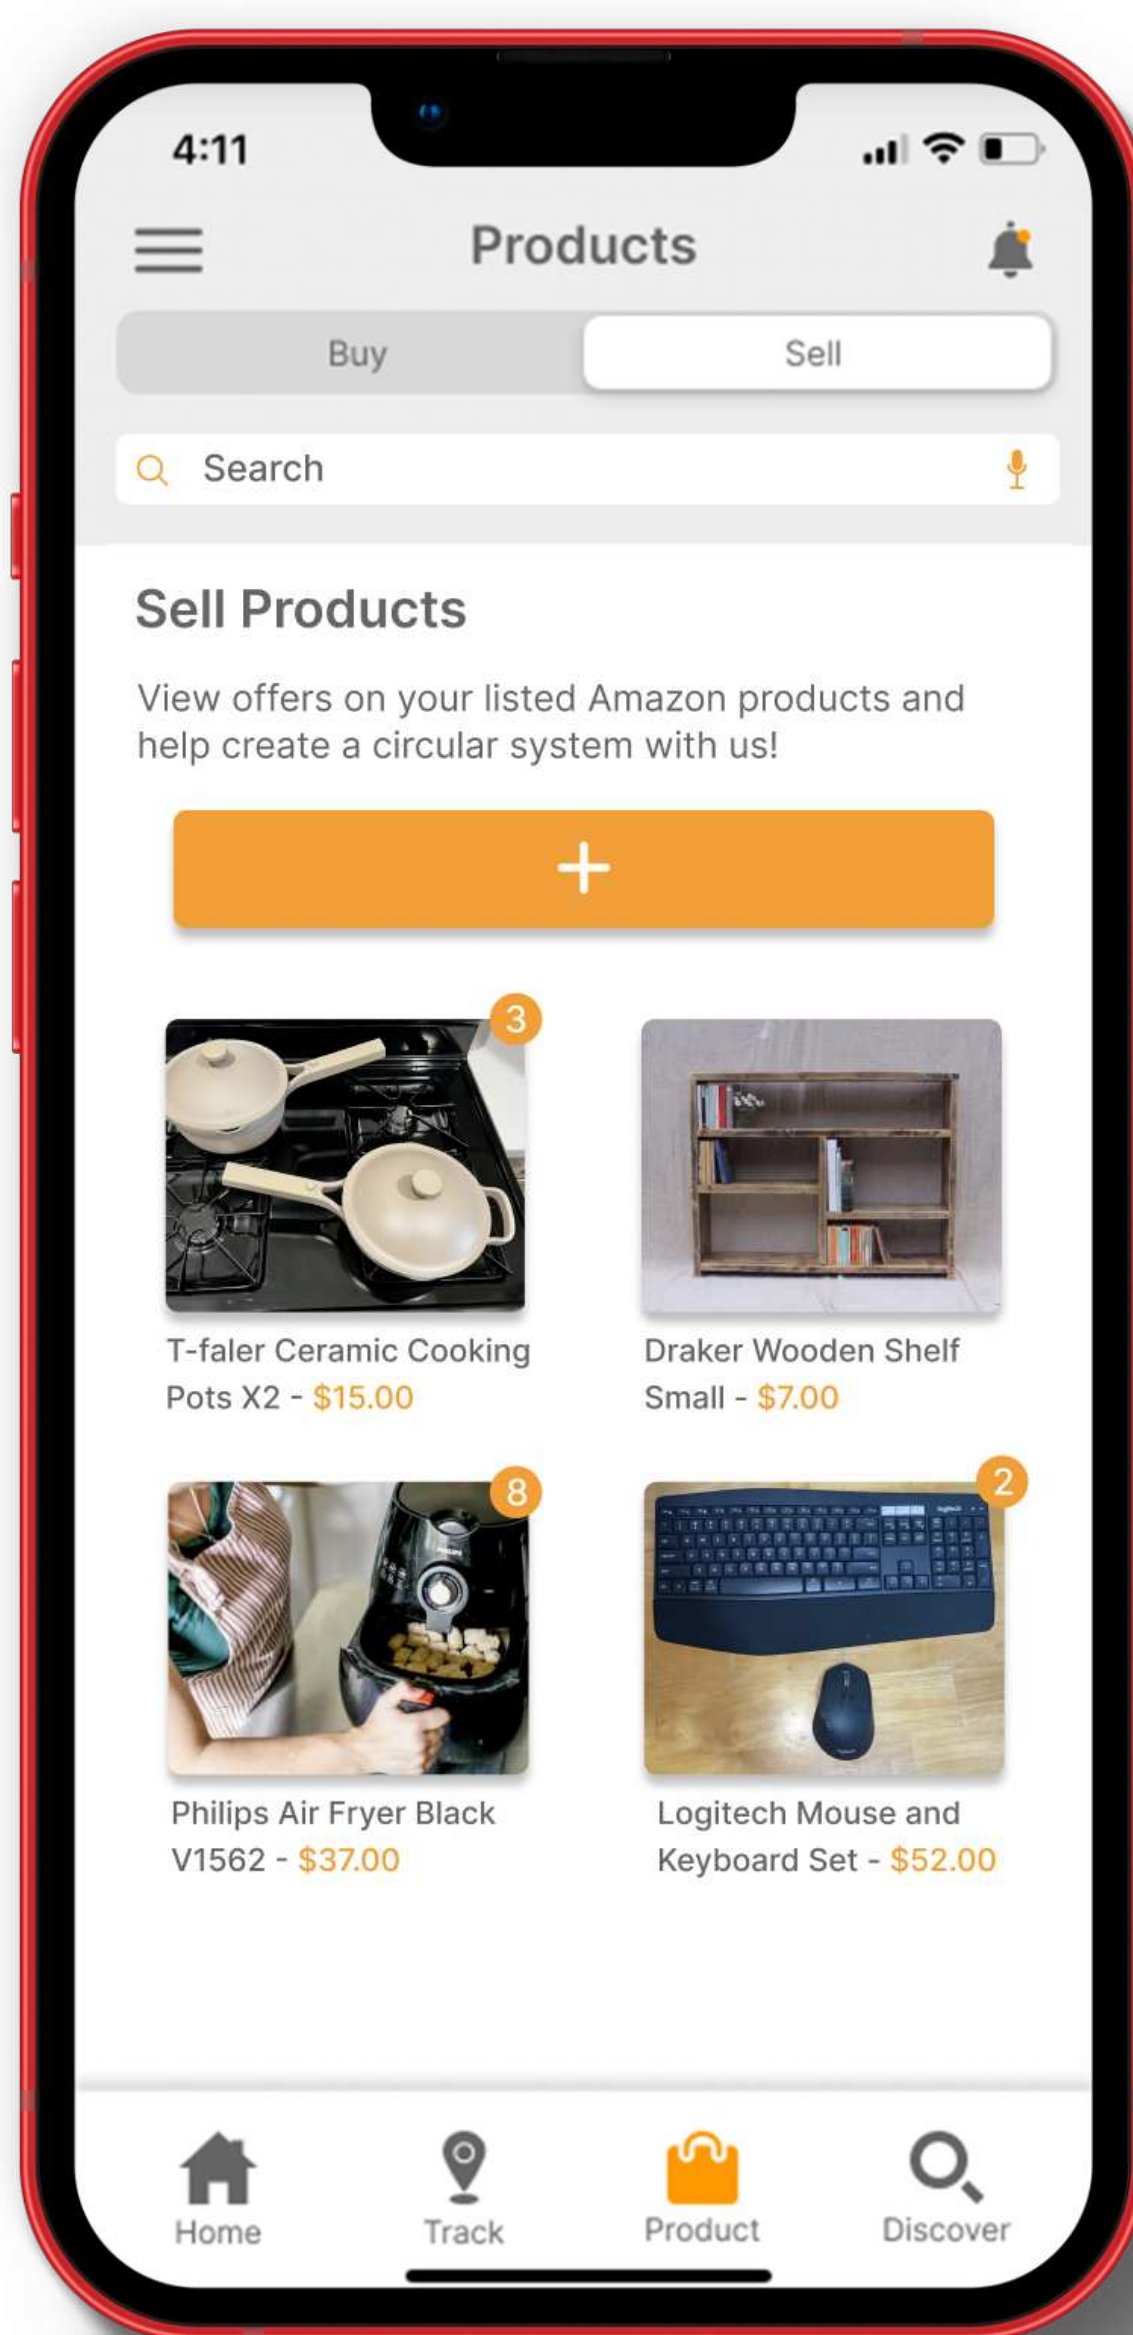 4:11
Products
Buy
Sell
Search
Sell Products
View offers on your listed Amazon products and
help create a circular system with us!
3
T-faler Ceramic Cooking
Pots X2 - $15.00
Draker Wooden Shelf
Small - $7.00
8
PHILIPS
Philips Air Fryer Black
V1562 - $37.00
2
logitech
Logitech Mouse and
Keyboard Set - $52.00
Home
Track
Product
Discover